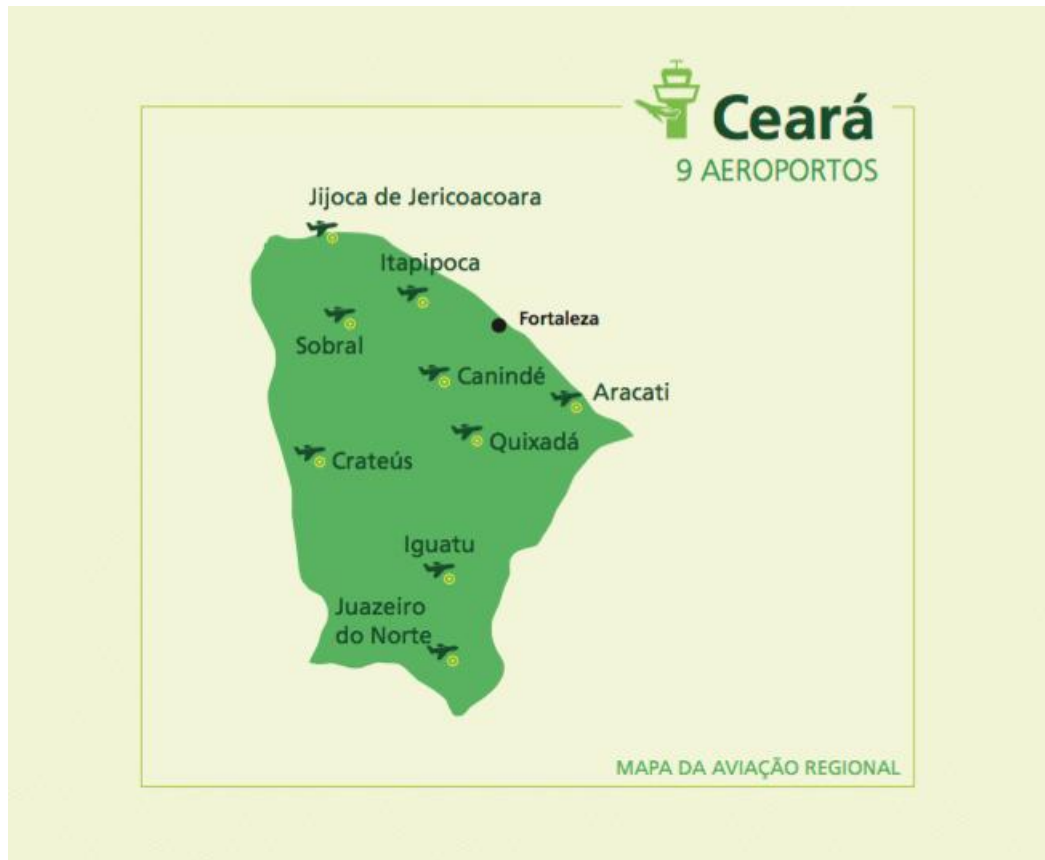 Ceará
9 AEROPORTOS
Jijoca de Jericoacoara
Itapipoca
Fortaleza
Sobral
Canindé
Aracati
Quixadá
Crateús
Iguatu
Juazeiro
do Norte
MAPA DA AVIAÇÃO REGIONAL